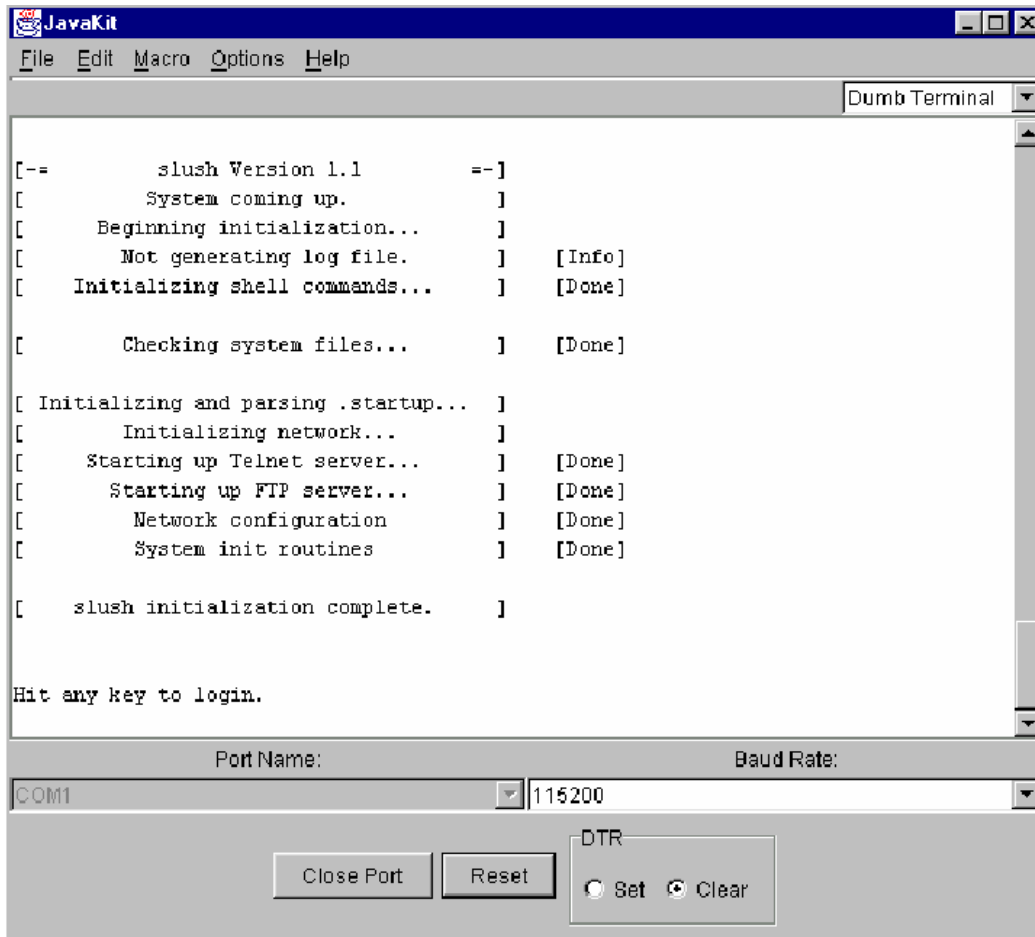 JavaKit
File Edit Macro Options Help
Dumb Terminal
[-= slush Version 1.1 =-]
[ System coming up. ]
[ Beginning initialization... ]
[ Not generating log file. ] [Info]
[ Initializing shell commands... ] [Done]
[ Checking system files... ] [Done]
[ Initializing and parsing .startup... ]
[ Initializing network... ]
[ Starting up Telnet server... ] [Done]
[ Starting up FTP server... ] [Done]
[ Network configuration ] [Done]
[ System init routines ] [Done]
[ slush initialization complete. ]
Hit any key to login.
Port Name: Baud Rate:
COM1 115200
DTR
Close Port Reset Set Clear